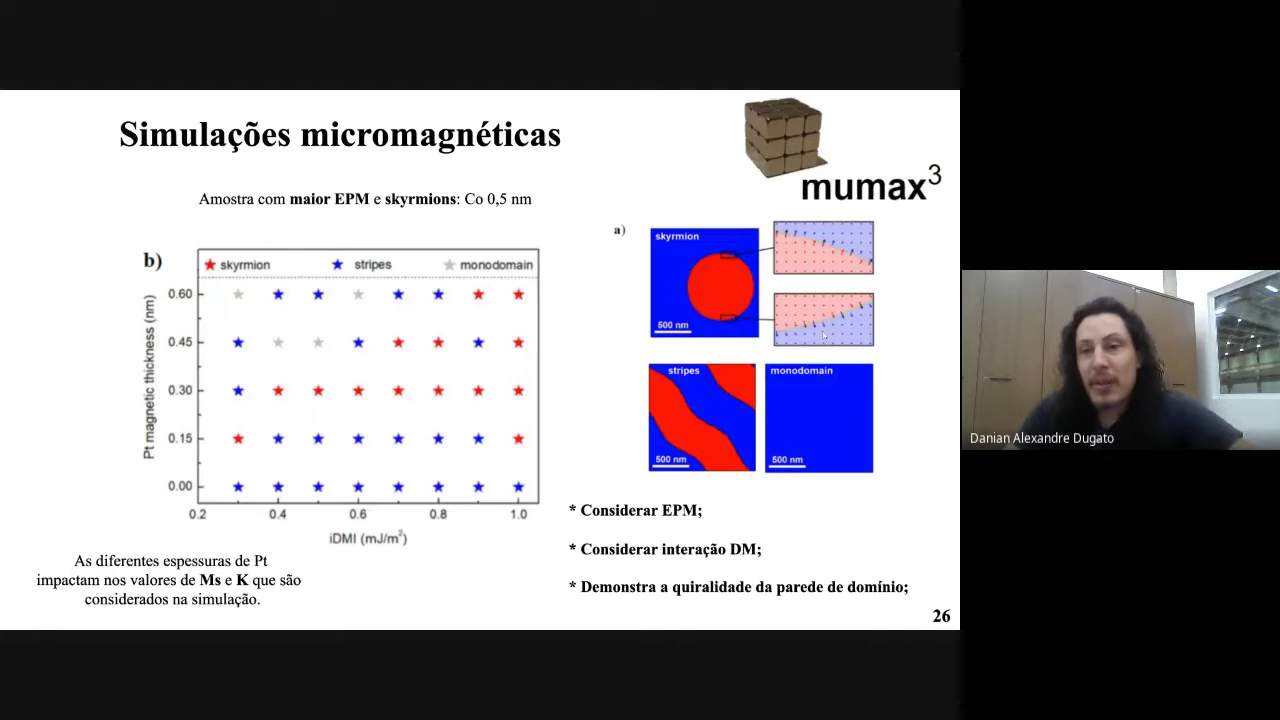 Simulações micromagnéticas
mumax3
Amostra com maior EPM e skyrmions: Co 0,5 nm
b)
skyrmion stripes monodomain
Pt magnetic thickness (nm)
0.60
0.45
0.30
0.15
0.00
0.2 0.4 0.6 0.8 1.0
iDMI (mJ/m²)
As diferentes espessuras de Pt
impactam nos valores de Ms e K que são
considerados na simulação.
a)
skyrmion
500 nm
stripes
500 nm
monodomain
500 nm
* Considerar EPM;
* Considerar interação DM;
* Demonstra a quiralidade da parede de domínio;
26
Danian Alexandre Dugato